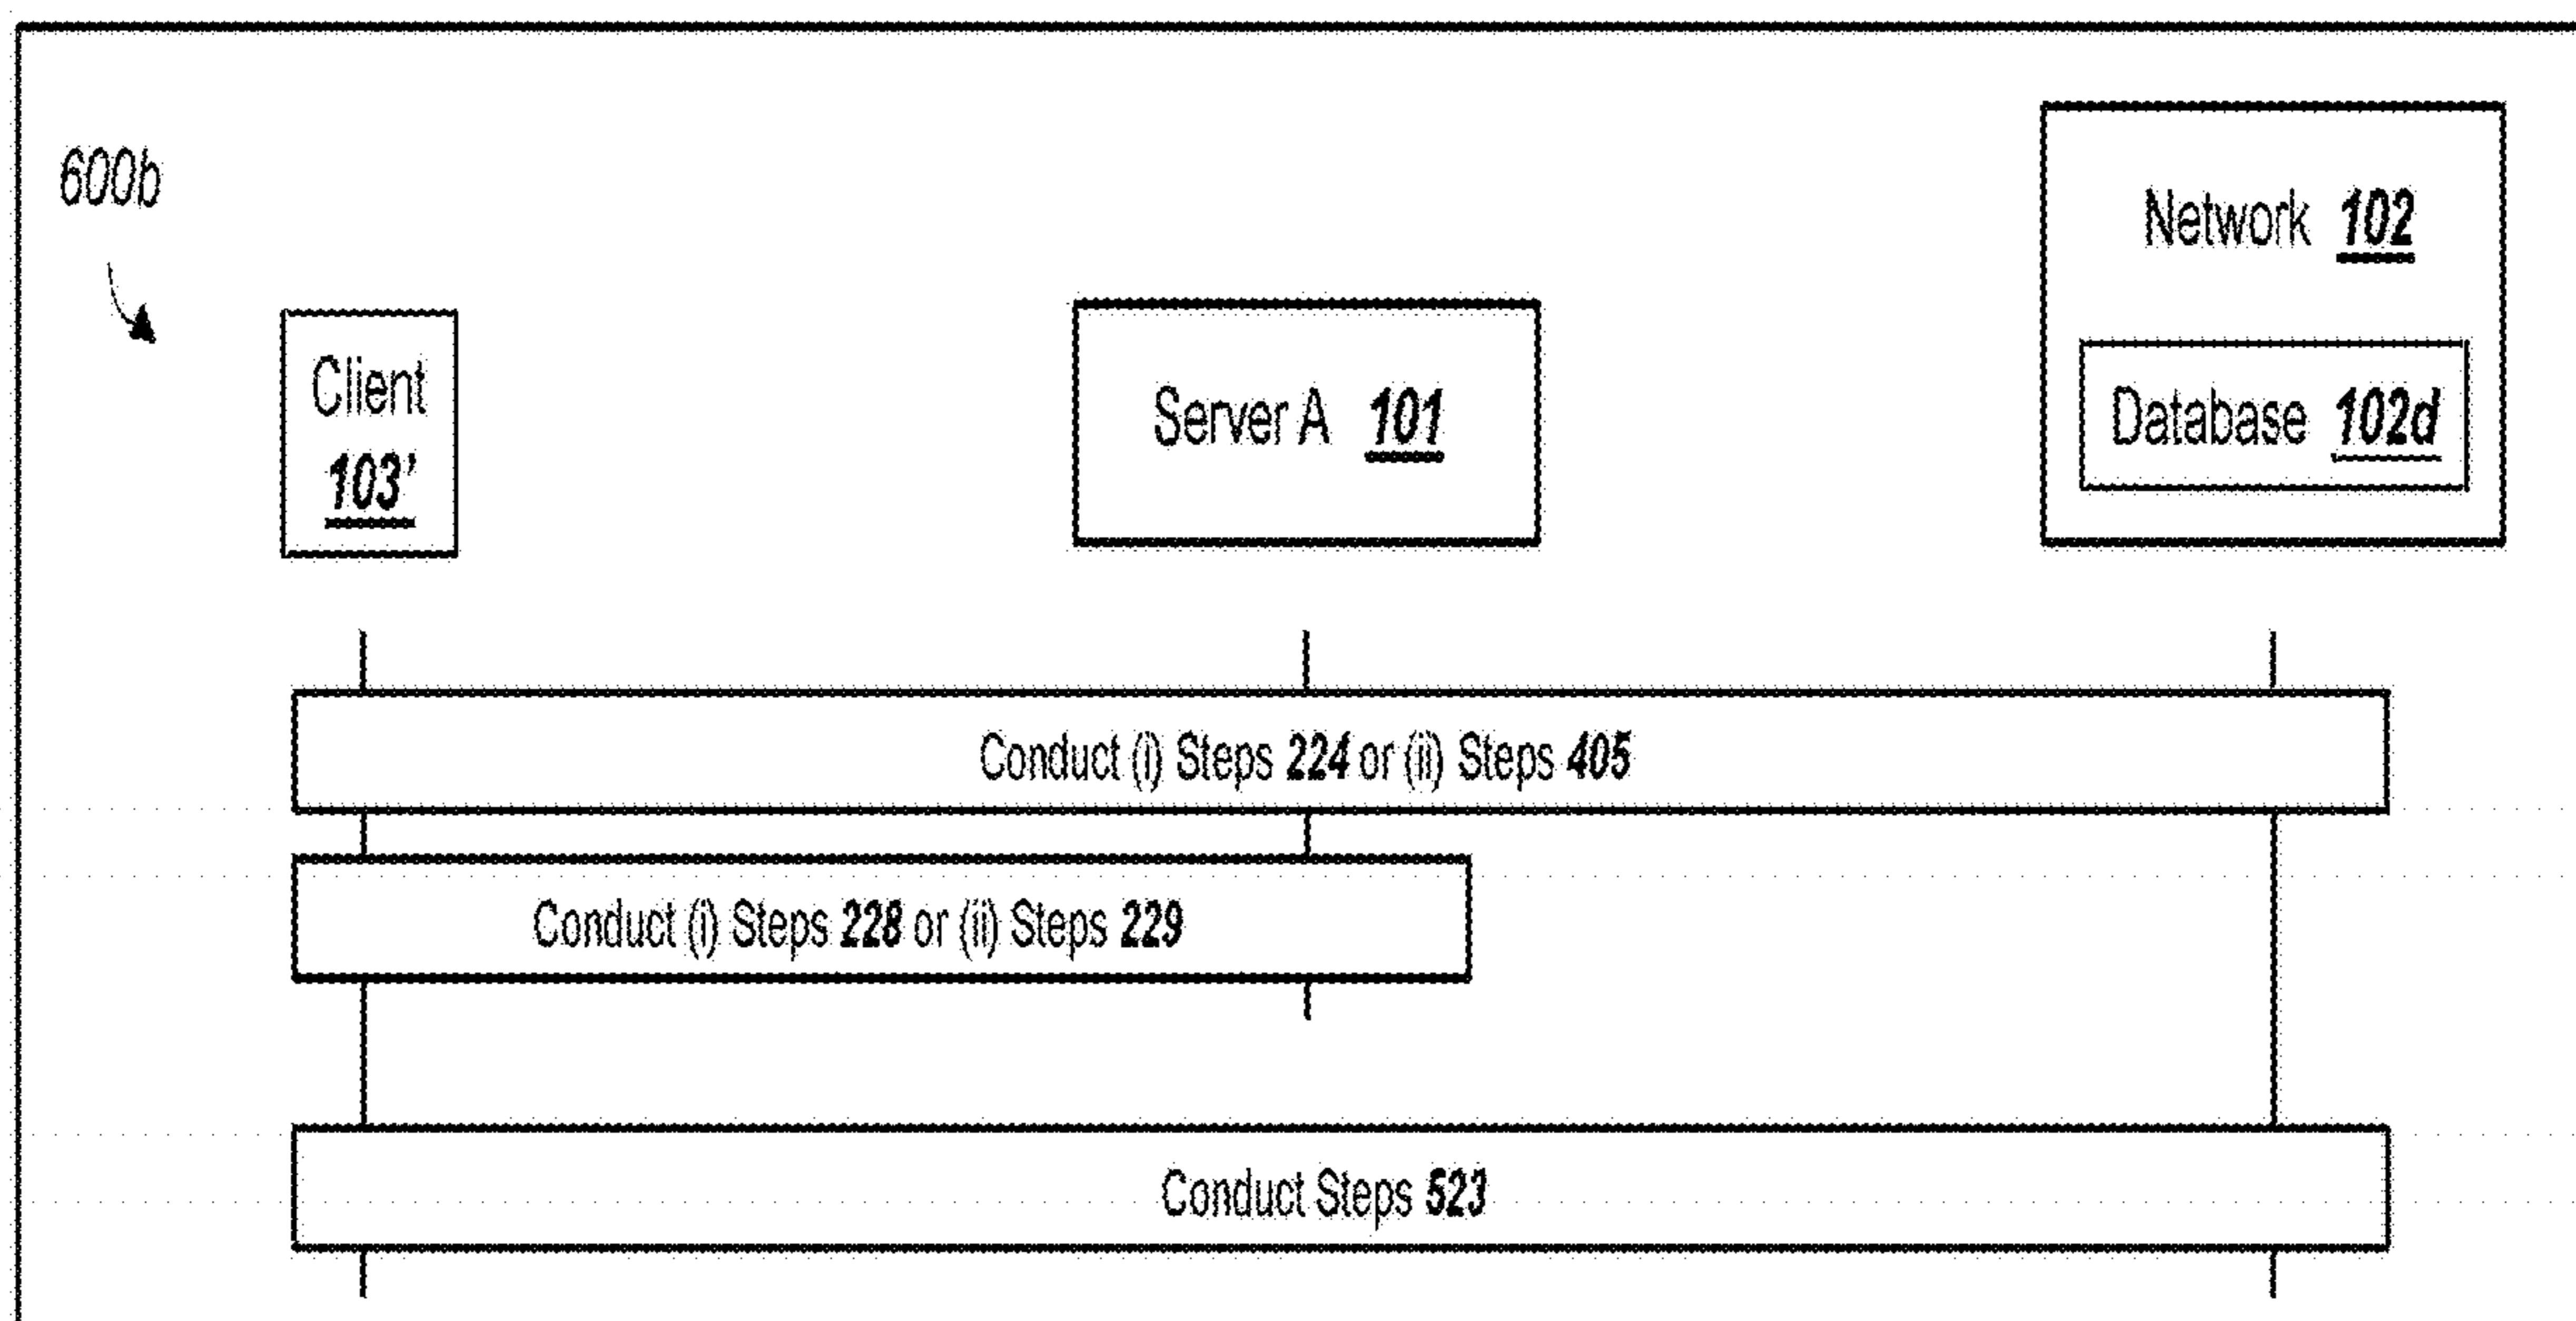 600b
Network 102
Client
103'
Server A 101
Database 102d
Conduct (i) Steps 224 or (ii) Steps 405
Conduct (i) Steps 228 or (ii) Steps 229
Conduct Steps 523